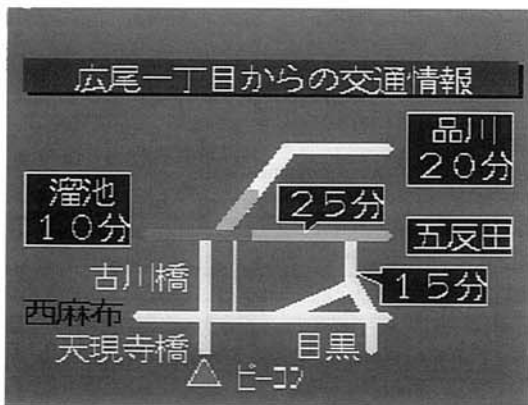 広尾一丁目からの交通情報
品川
20分
溜池
10分
25分
五反田
古川橋
15分
西麻布
天現寺橋
目黒
ビーコン